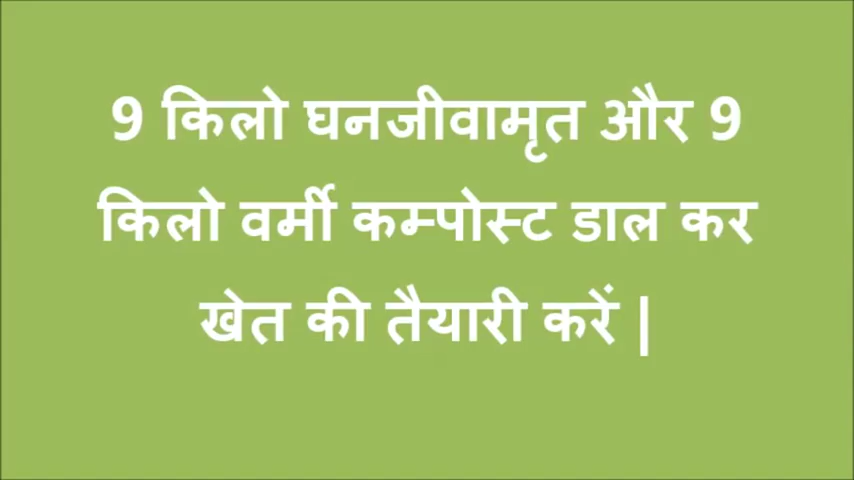 9 किलो घनजीवामृत और 9
किलो वर्मी कम्पोस्ट डाल कर
खेत की तैयारी करें |